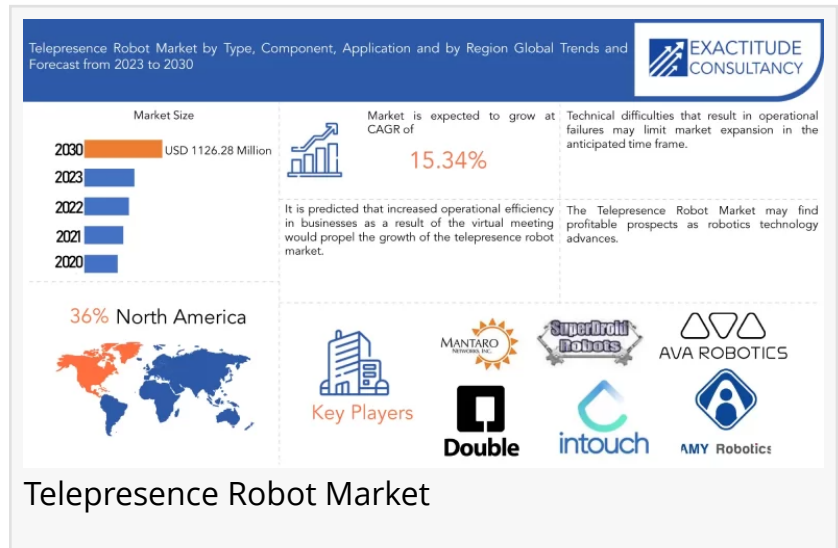 Telepresence Robot Market by Type, Component, Application and by Region Global Trends and
Forecast from 2023 to 2030
EXACTITUDE
CONSULTANCY
Market Size
2030
USD 1126.28 Million
2023
2022
2021
2020
Market is expected to grow at
CAGR of
15.34%
Technical difficulties that result in operational
failures may limit market expansion in the
anticipated time frame.
It is predicted that increased operational efficiency
in businesses as a result of the virtual meeting
would propel the growth of the telepresence robot
market.
The Telepresence Robot Market may find
profitable prospects as robotics technology
advances.
36% North America
Key Players
MANTARO
NETWORKS, INC.
SuperDroid
Robots
AVA ROBOTICS
Double
intouch
AMY Robotics
Telepresence Robot Market